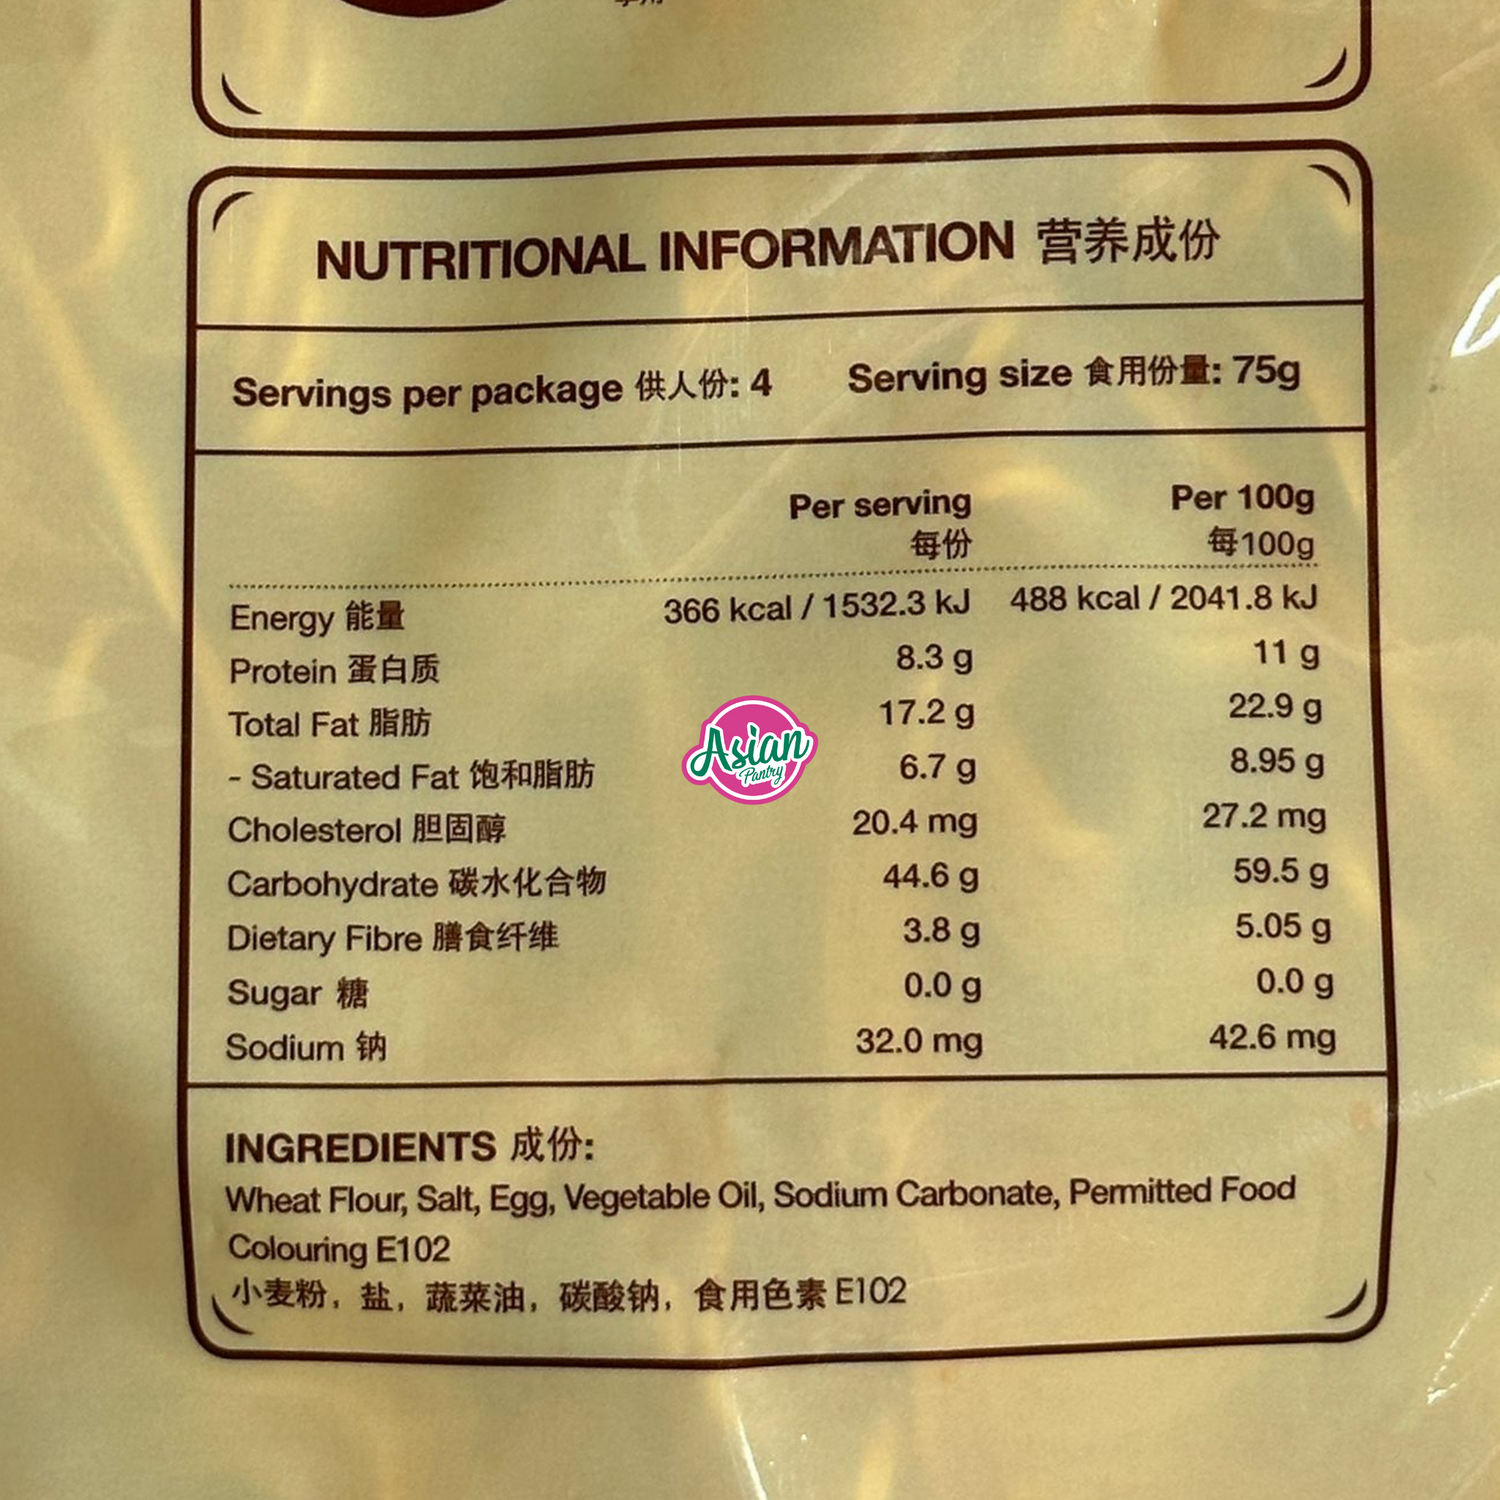 NUTRITIONAL INFORMATION 营养成份
Servings per package 供人份: 4 Serving size 食用份量: 75g
Per serving Per 100g
每份 每100g
Energy 能量 366 kcal / 1532.3 kJ 488 kcal / 2041.8 kJ
Protein 蛋白质 8.3 g 11 g
Total Fat 脂肪 17.2 g 22.9 g
- Saturated Fat 饱和脂肪 6.7 g 8.95 g
Asian
Pantry
Cholesterol 胆固醇 20.4 mg 27.2 mg
Carbohydrate 碳水化合物 44.6 g 59.5 g
Dietary Fibre 膳食纤维 3.8 g 5.05 g
Sugar 糖 0.0 g 0.0 g
Sodium 钠 32.0 mg 42.6 mg
INGREDIENTS 成份:
Wheat Flour, Salt, Egg, Vegetable Oil, Sodium Carbonate, Permitted Food
Colouring E102
小麦粉, 盐, 蔬菜油, 碳酸钠, 食用色素 E102